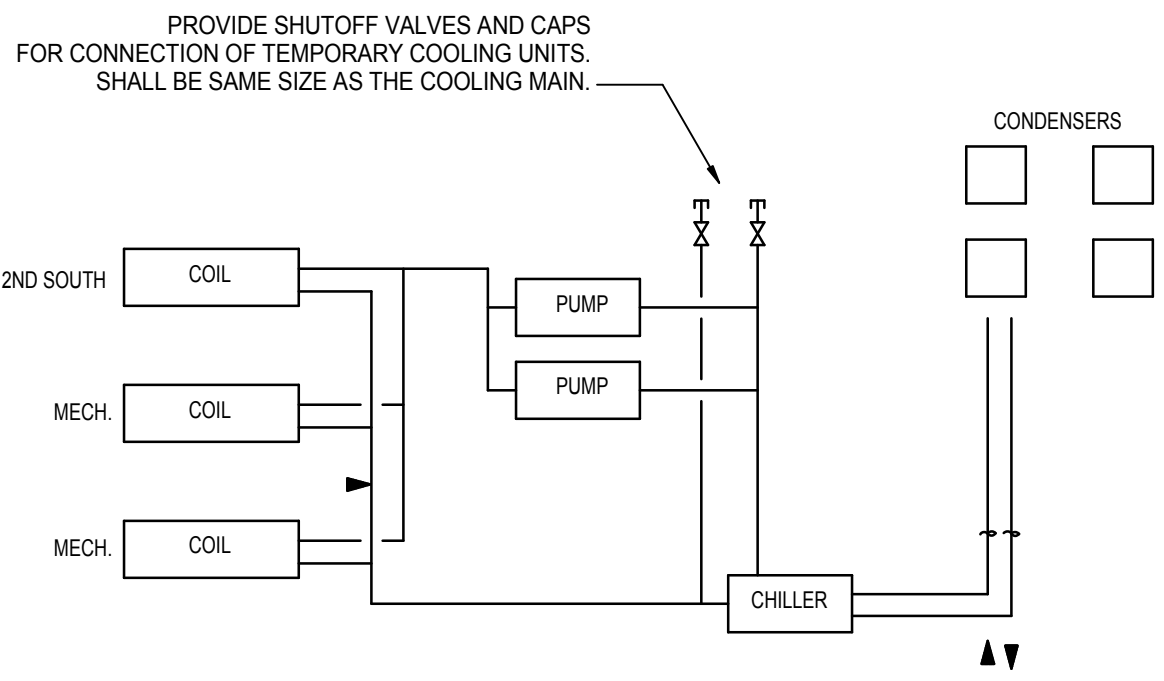 PROVIDE SHUTOFF VALVES AND CAPS
FOR CONNECTION OF TEMPORARY COOLING UNITS.
SHALL BE SAME SIZE AS THE COOLING MAIN.
CONDENSERS
2ND SOUTH
COIL
PUMP
PUMP
MECH.
COIL
MECH.
COIL
CHILLER